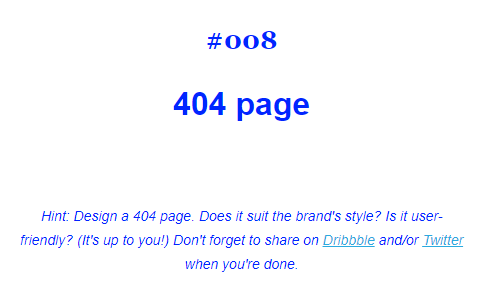 #008
404 page
Hint: Design a 404 page. Does it suit the brand's style? Is it user-
friendly? (It's up to you!) Don't forget to share on Dribbble and/or Twitter
when you're done.